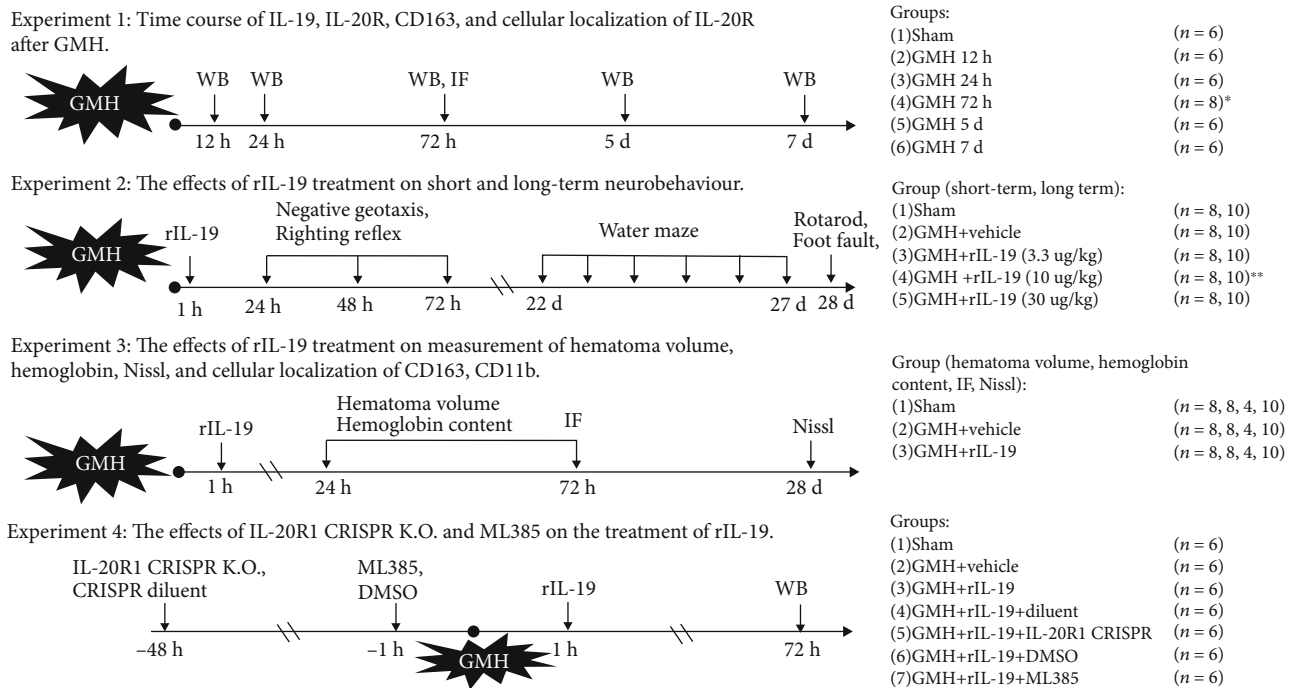 Experiment 1: Time course of IL-19, IL-20R, CD163, and cellular localization of IL-20R
after GMH.
GMH
WB WB WB, IF WB WB
12 h 24 h 72 h 5 d 7 d
Groups:
(1)Sham (n = 6)
(2)GMH 12 h (n = 6)
(3)GMH 24 h (n = 6)
(4)GMH 72 h (n = 8)*
(5)GMH 5 d (n = 6)
(6)GMH 7 d (n = 6)
Experiment 2: The effects of rIL-19 treatment on short and long-term neurobehaviour.
GMH
rIL-19
Negative geotaxis,
Righting reflex
Water maze
Rotarod,
Foot fault,
1 h 24 h 48 h 72 h 22 d 27 d 28 d
Group (short-term, long term):
(1)Sham (n = 8, 10)
(2)GMH+vehicle (n = 8, 10)
(3)GMH+rIL-19 (3.3 ug/kg) (n = 8, 10)
(4)GMH +rIL-19 (10 ug/kg) (n = 8, 10)**
(5)GMH+rIL-19 (30 ug/kg) (n = 8, 10)
Experiment 3: The effects of rIL-19 treatment on measurement of hematoma volume,
hemoglobin, Nissl, and cellular localization of CD163, CD11b.
GMH
rIL-19
Hematoma volume
Hemoglobin content
IF
Nissl
1 h 24 h 72 h 28 d
Group (hematoma volume, hemoglobin
content, IF, Nissl):
(1)Sham (n = 8, 8, 4, 10)
(2)GMH+vehicle (n = 8, 8, 4, 10)
(3)GMH+rIL-19 (n = 8, 8, 4, 10)
Experiment 4: The effects of IL-20R1 CRISPR K.O. and ML385 on the treatment of rIL-19.
IL-20R1 CRISPR K.O.,
CRISPR diluent
ML385,
DMSO
rIL-19
WB
–48 h –1 h GMH 1 h 72 h
Groups:
(1)Sham (n = 6)
(2)GMH+vehicle (n = 6)
(3)GMH+rIL-19 (n = 6)
(4)GMH+rIL-19+diluent (n = 6)
(5)GMH+rIL-19+IL-20R1 CRISPR (n = 6)
(6)GMH+rIL-19+DMSO (n = 6)
(7)GMH+rIL-19+ML385 (n = 6)